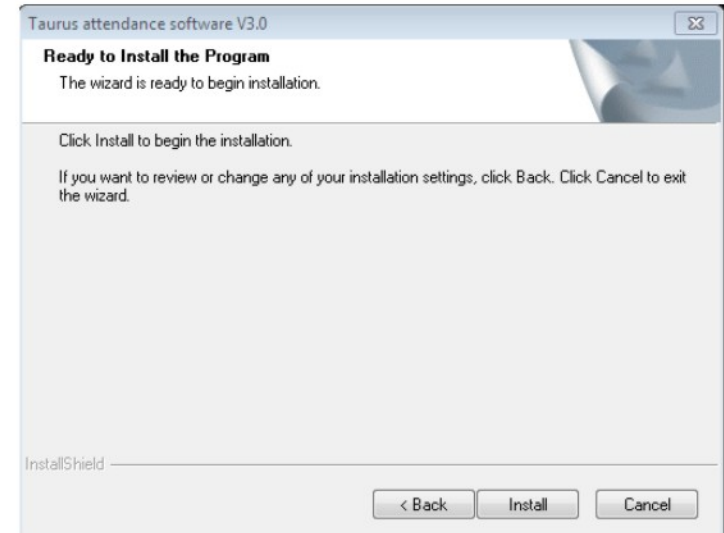 Taurus attendance software V3.0
Ready to Install the Program
The wizard is ready to begin installation.
Click Install to begin the installation.
If you want to review or change any of your installation settings, click Back. Click Cancel to exit
the wizard.
InstallShield
< Back
Install
Cancel